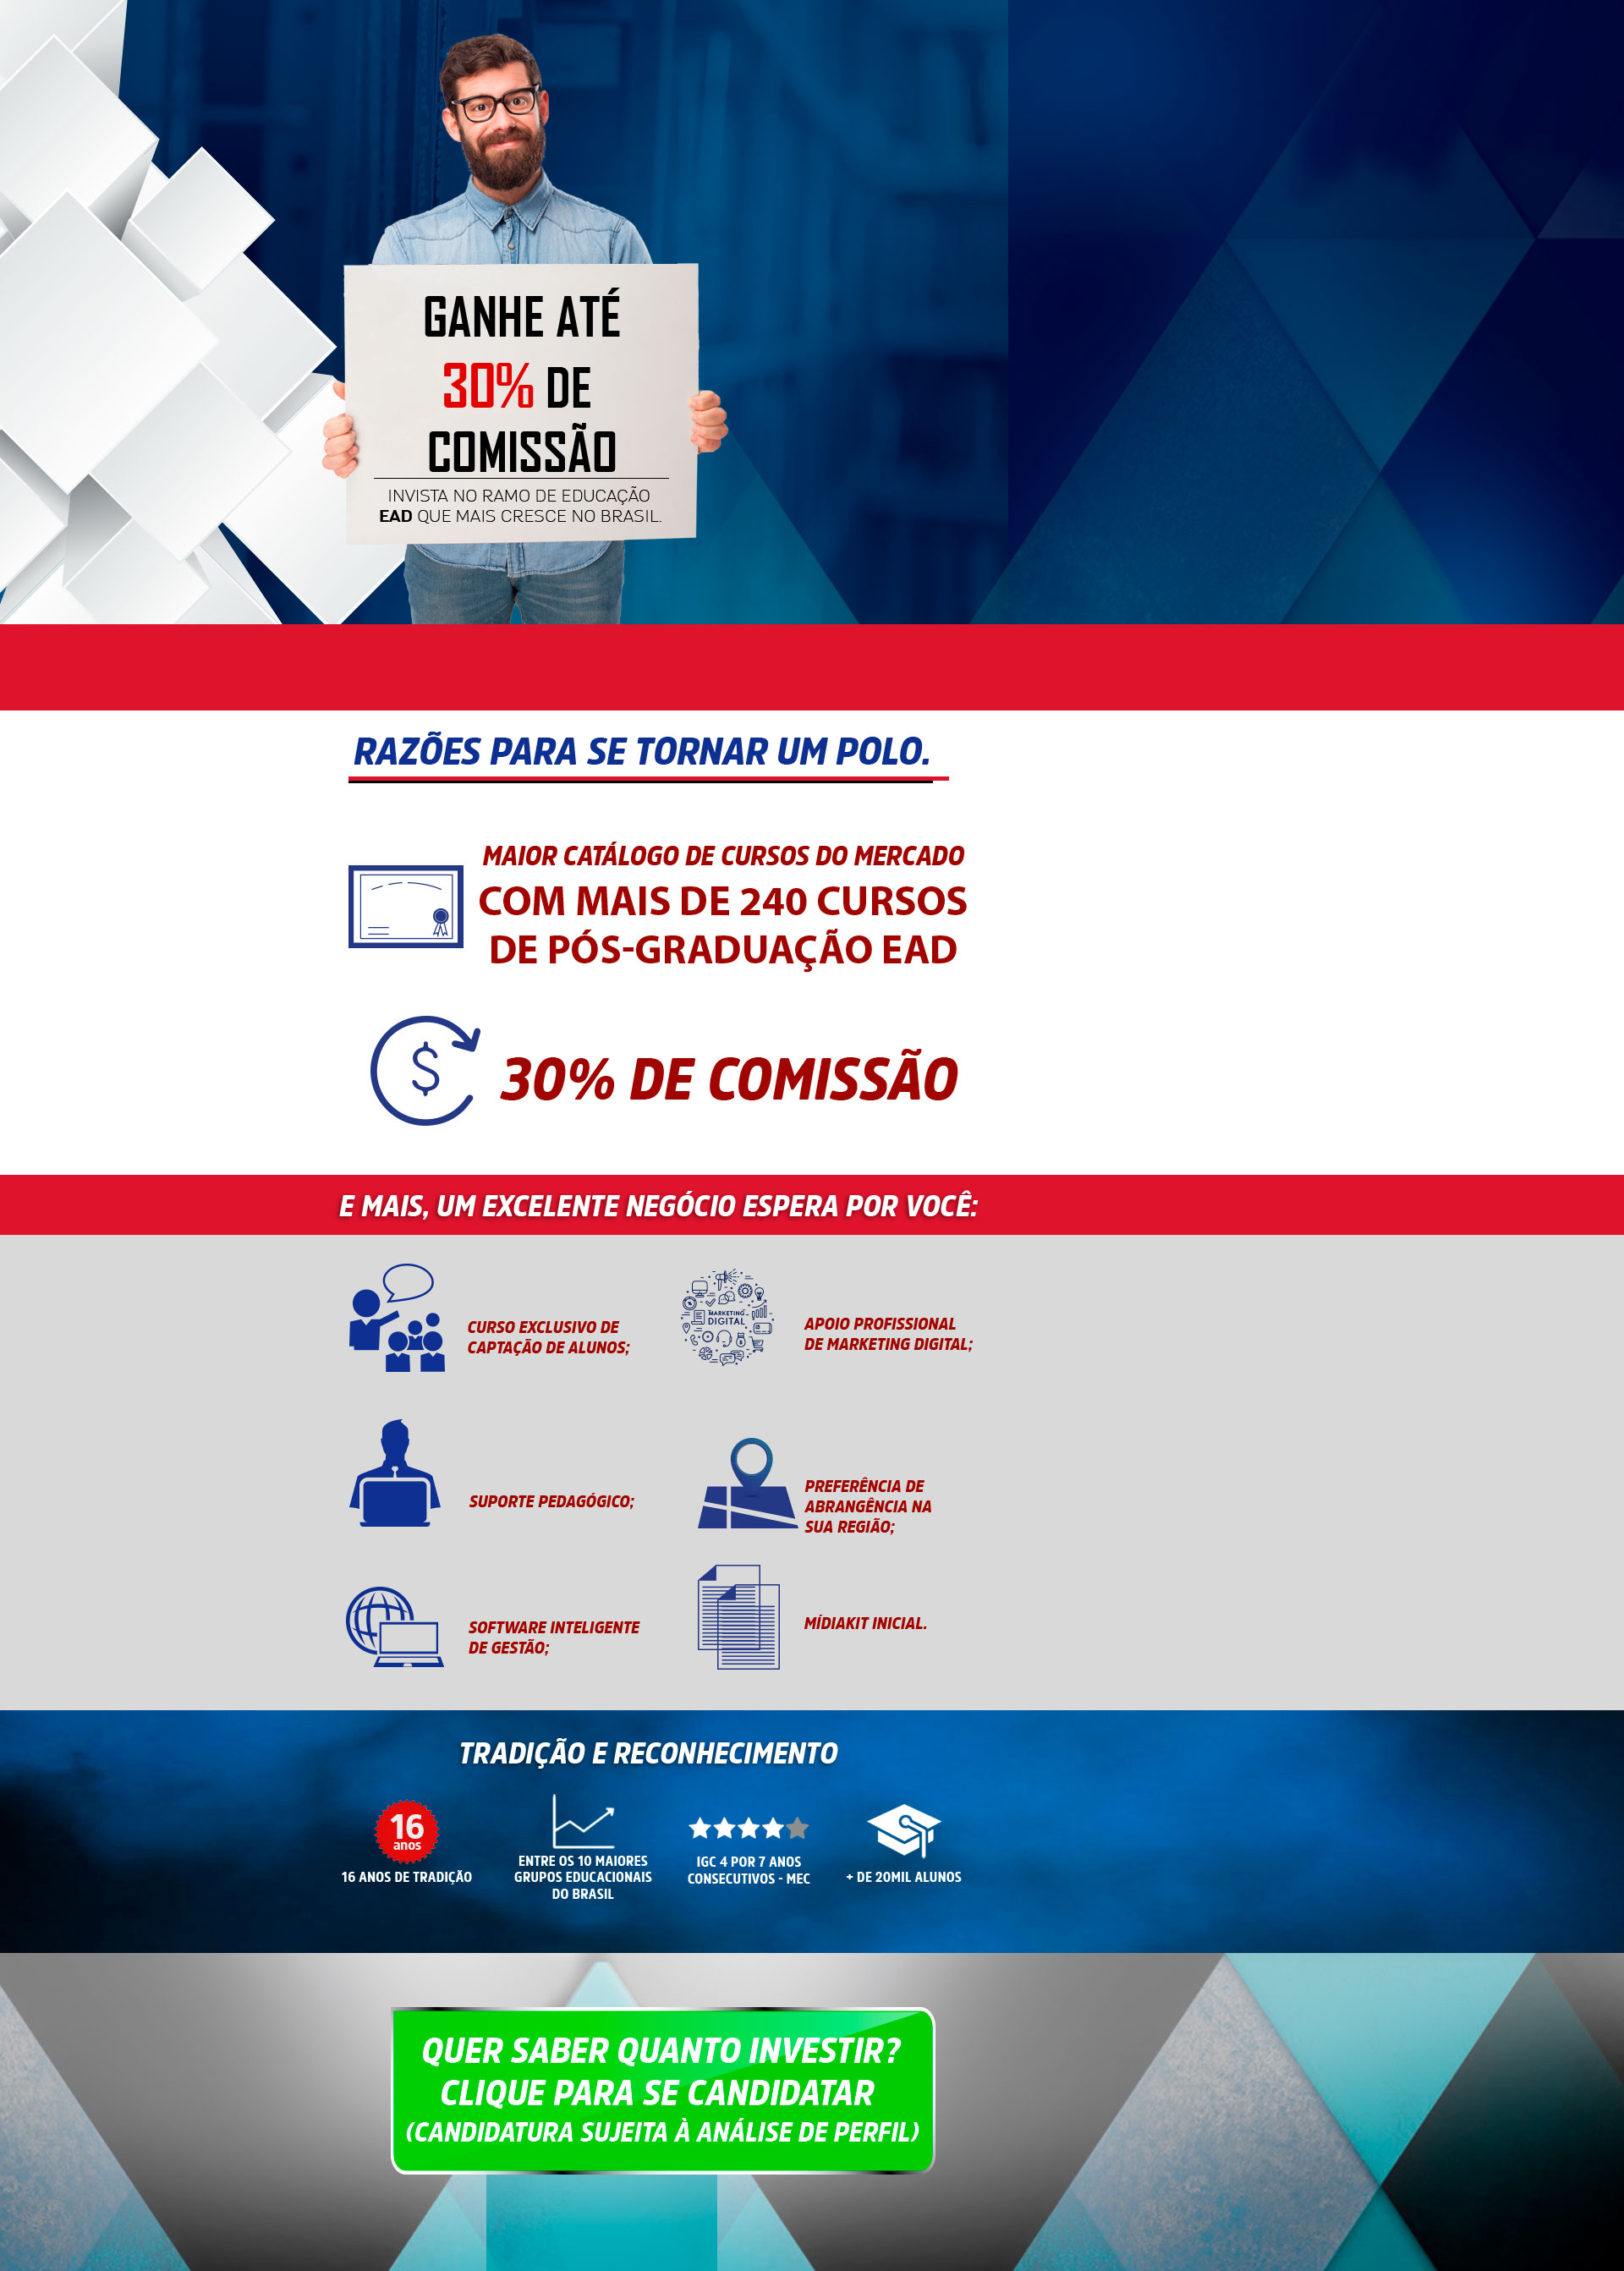 GANHE ATÉ
30% DE
COMISSÃO
INVISTA NO RAMO DE EDUCAÇÃO
EAD QUE MAIS CRESCE NO BRASIL.
RAZÕES PARA SE TORNAR UM POLO.
MAIOR CATÁLOGO DE CURSOS DO MERCADO
COM MAIS DE 240 CURSOS
DE PÓS-GRADUAÇÃO EAD
$
30% DE COMISSÃO
E MAIS, UM EXCELENTE NEGÓCIO ESPERA POR VOCÊ:
CURSO EXCLUSIVO DE
CAPTAÇÃO DE ALUNOS;
MARKETING
DIGITAL
APOIO PROFISSIONAL
DE MARKETING DIGITAL;
SUPORTE PEDAGÓGICO;
PREFERÊNCIA DE
ABRANGÊNCIA NA
SUA REGIÃO;
SOFTWARE INTELIGENTE
DE GESTÃO;
MÍDIAKIT INICIAL.
TRADIÇÃO E RECONHECIMENTO
16
anos
16 ANOS DE TRADIÇÃO
ENTRE OS 10 MAIORES
GRUPOS EDUCACIONAIS
DO BRASIL
IGC 4 POR 7 ANOS
CONSECUTIVOS - MEC
+ DE 20MIL ALUNOS
QUER SABER QUANTO INVESTIR?
CLIQUE PARA SE CANDIDATAR
(CANDIDATURA SUJEITA À ANÁLISE DE PERFIL)